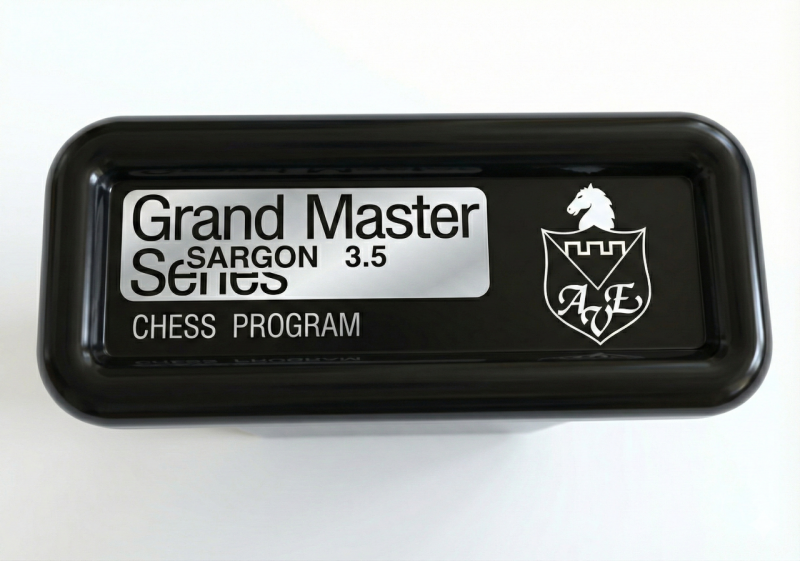 Grand Master
Series
SARGON 3.5
CHESS PROGRAM
AVE